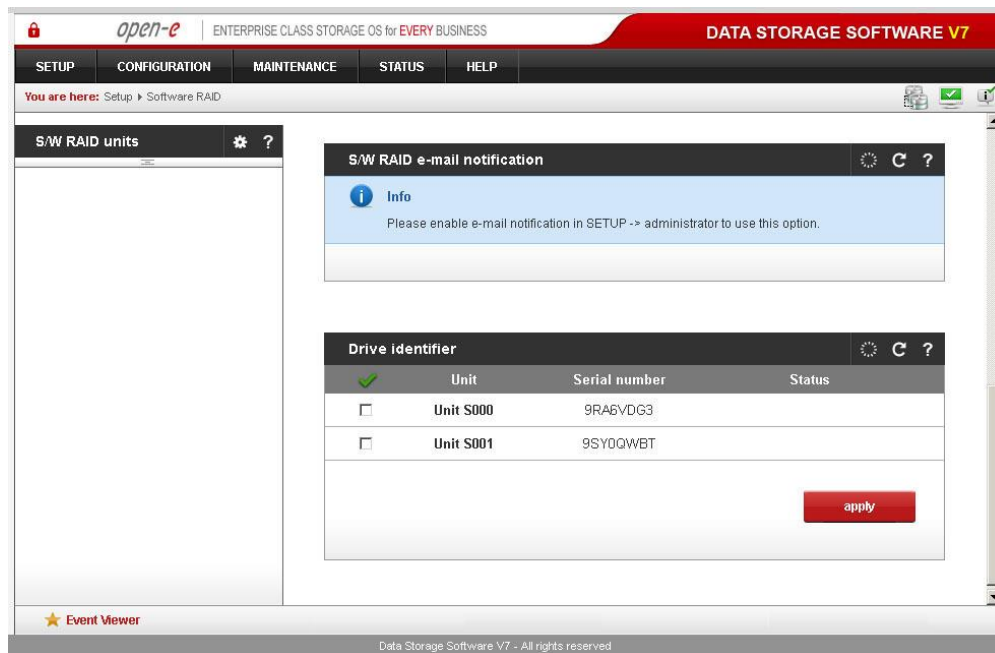 open-e ENTERPRISE CLASS STORAGE OS for EVERY BUSINESS DATA STORAGE SOFTWARE V7
SETUP CONFIGURATION MAINTENANCE STATUS HELP
You are here: Setup ▸ Software RAID
S/W RAID units ?
S/W RAID e-mail notification ?
Info
Please enable e-mail notification in SETUP -> administrator to use this option.
Drive identifier ?
Unit Serial number Status
Unit S000 9RA6VDG3
Unit S001 9SY0QWBT
apply
Event Viewer
Data Storage Software V7 - All rights reserved